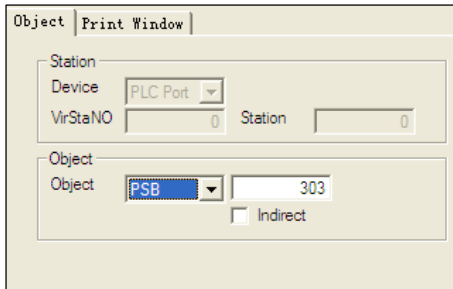 Object Print Window
Station
Device PLC Port
VirStaNO 0 Station 0
Object
Object PSB 303
Indirect